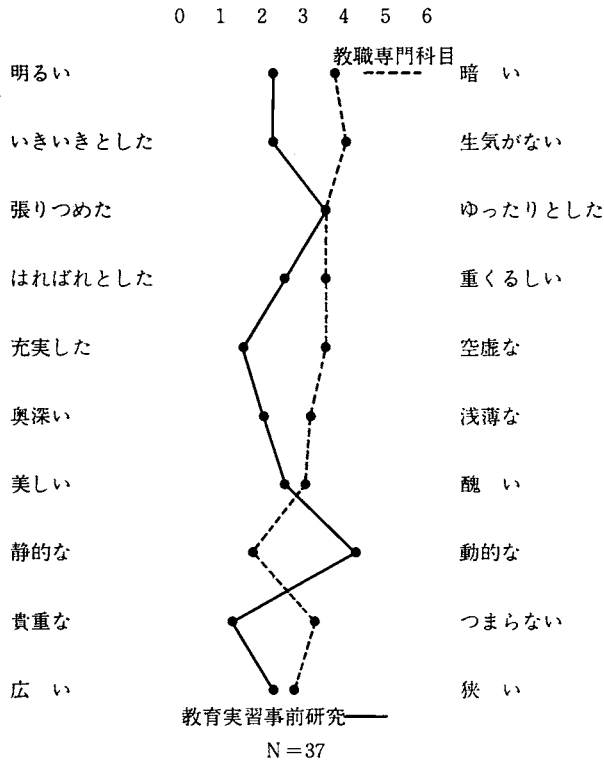 0 1 2 3 4 5 6
教職専門科目
明るい 暗 い
いきいきとした 生気がない
張りつめた ゆったりとした
はればれとした 重くるしい
充実した 空虚な
奥深い 浅薄な
美しい 醜 い
静的な 動的な
貴重な つまらない
広 い 狭 い
教育実習事前研究
N=37